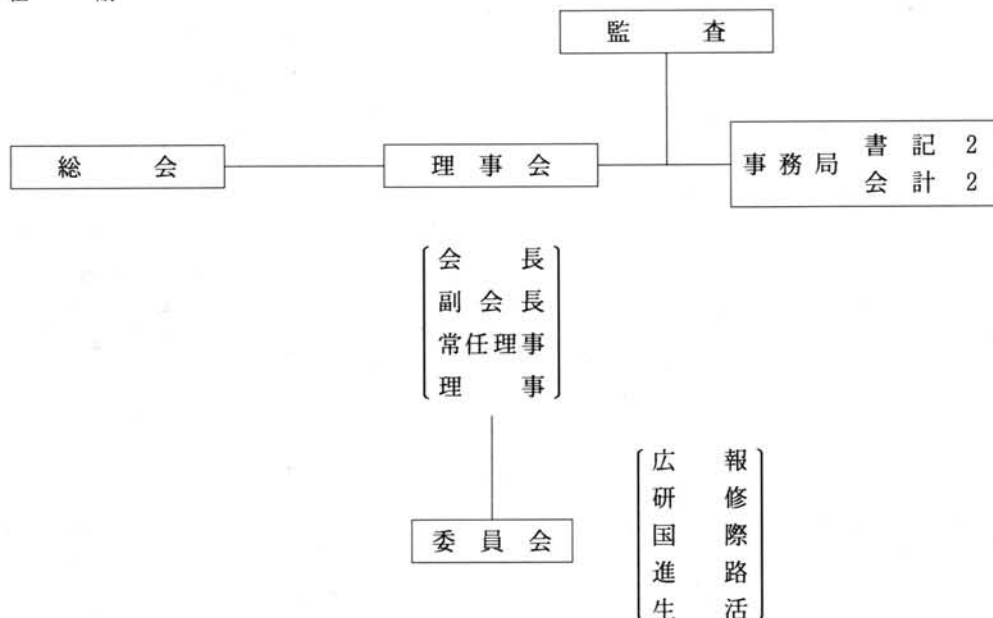 監査
総会
理事会
事務局
書記 2
会計 2
会長
副会長
常任理事
理事
委員会
広報
研修
国際
進路
生活